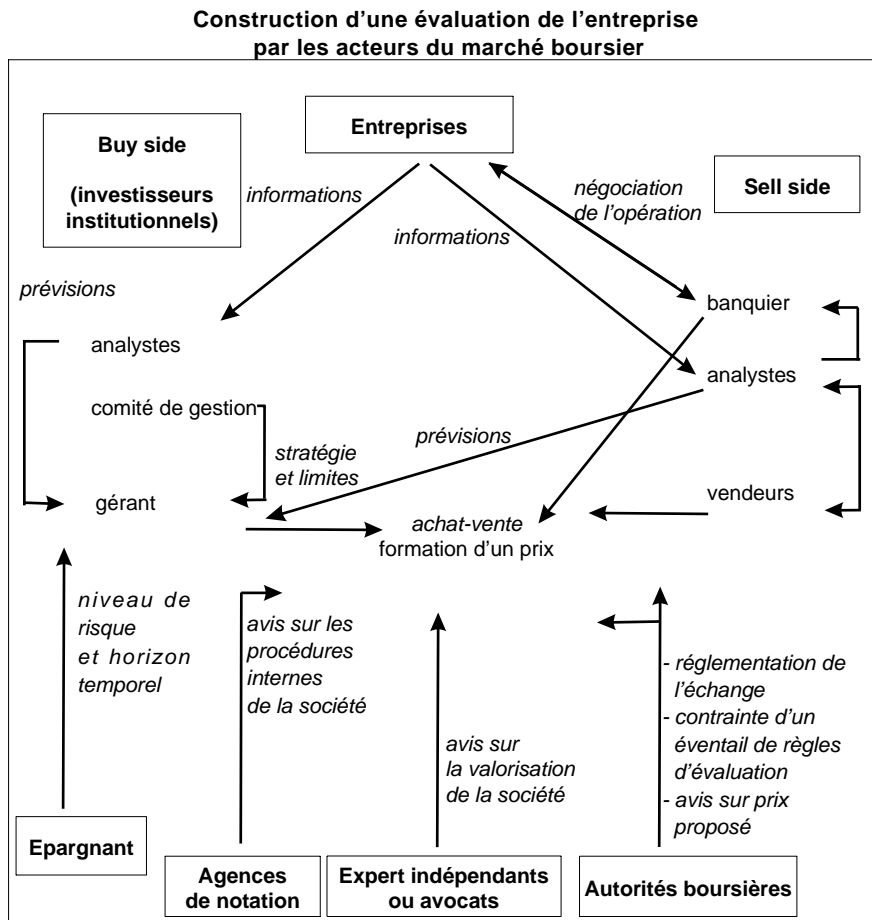 Construction d’une évaluation de l’entreprise
par les acteurs du marché boursier
Entreprises
Buy side
(investisseurs
institutionnels)
Sell side
informations
négociation
de l’opération
informations
prévisions
banquier
analystes
analystes
comité de gestion
prévisions
stratégie
et limites
gérant
vendeurs
achat-vente
formation d’un prix
niveau de
risque
et horizon
temporel
avis sur les
procédures
internes
de la société
avis sur
la valorisation
de la société
- réglementation de
l’échange
- contrainte d’un
éventail de règles
d’évaluation
- avis sur prix
proposé
Epargnant
Agences
de notation
Expert indépendants
ou avocats
Autorités boursières